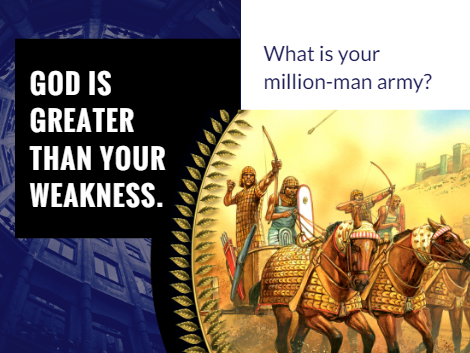 GOD IS
GREATER
THAN YOUR
WEAKNESS.
What is your
million-man army?